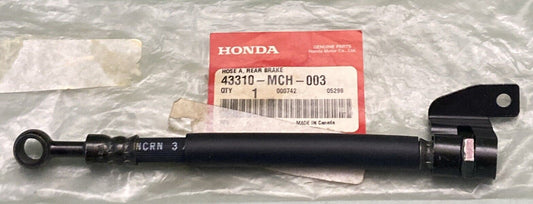 HONDA
GENUINE PARTS
Honda Motor Co., Ltd.
HOSE A, REAR BRAKE
43310-MCH-003
QTY 1 000742 05298
MADE IN Canada
NCRN 3